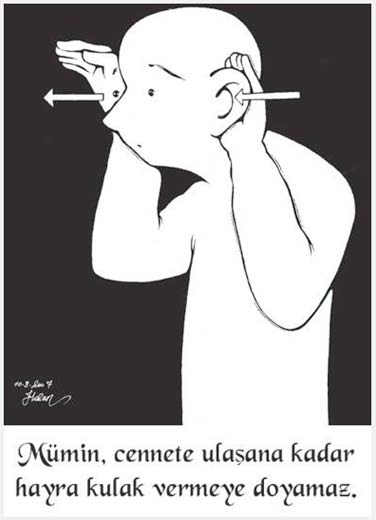 Mümin, cennete ulaşana kadar
hayra kulak vermeye doyamaz.